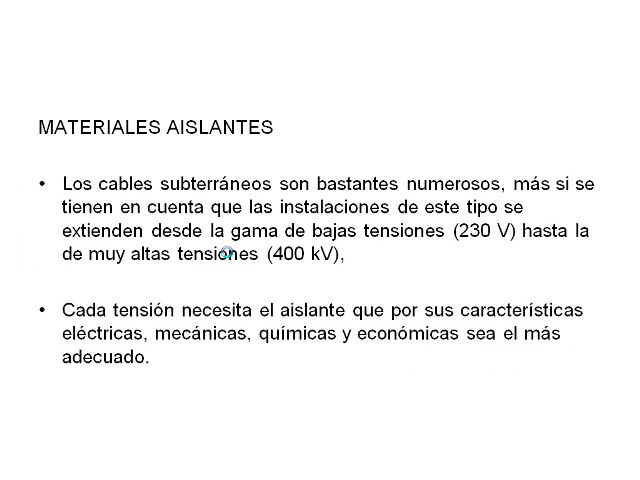 MATERIALES AISLANTES
• Los cables subterráneos son bastantes numerosos, más si se
tienen en cuenta que las instalaciones de este tipo se
extienden desde la gama de bajas tensiones (230 V) hasta la
de muy altas tensiones (400 kV),
• Cada tensión necesita el aislante que por sus características
eléctricas, mecánicas, químicas y económicas sea el más
adecuado.